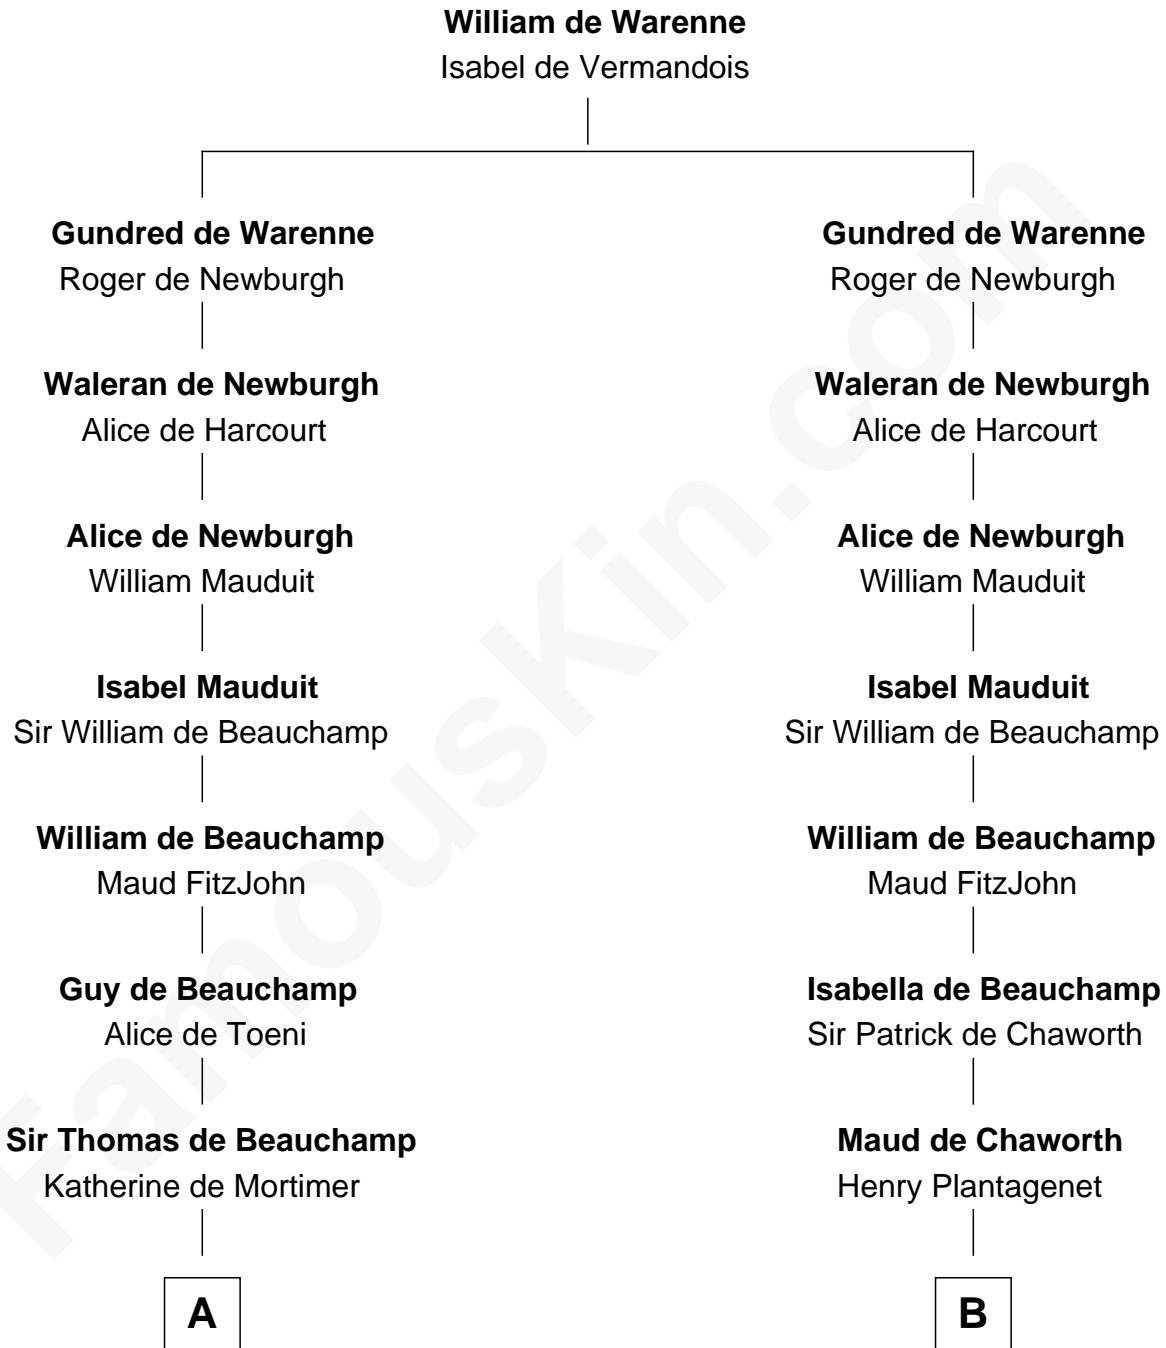 William de Warenne
Isabel de Vermandois
Gundred de Warenne
Roger de Newburgh
Waleran de Newburgh
Alice de Harcourt
Alice de Newburgh
William Mauduit
Isabel Mauduit
Sir William de Beauchamp
William de Beauchamp
Maud FitzJohn
Guy de Beauchamp
Alice de Toeni
Sir Thomas de Beauchamp
Katherine de Mortimer
A
Gundred de Warenne
Roger de Newburgh
Waleran de Newburgh
Alice de Harcourt
Alice de Newburgh
William Mauduit
Isabel Mauduit
Sir William de Beauchamp
William de Beauchamp
Maud FitzJohn
Isabella de Beauchamp
Sir Patrick de Chaworth
Maud de Chaworth
Henry Plantagenet
B
FamousKin.com